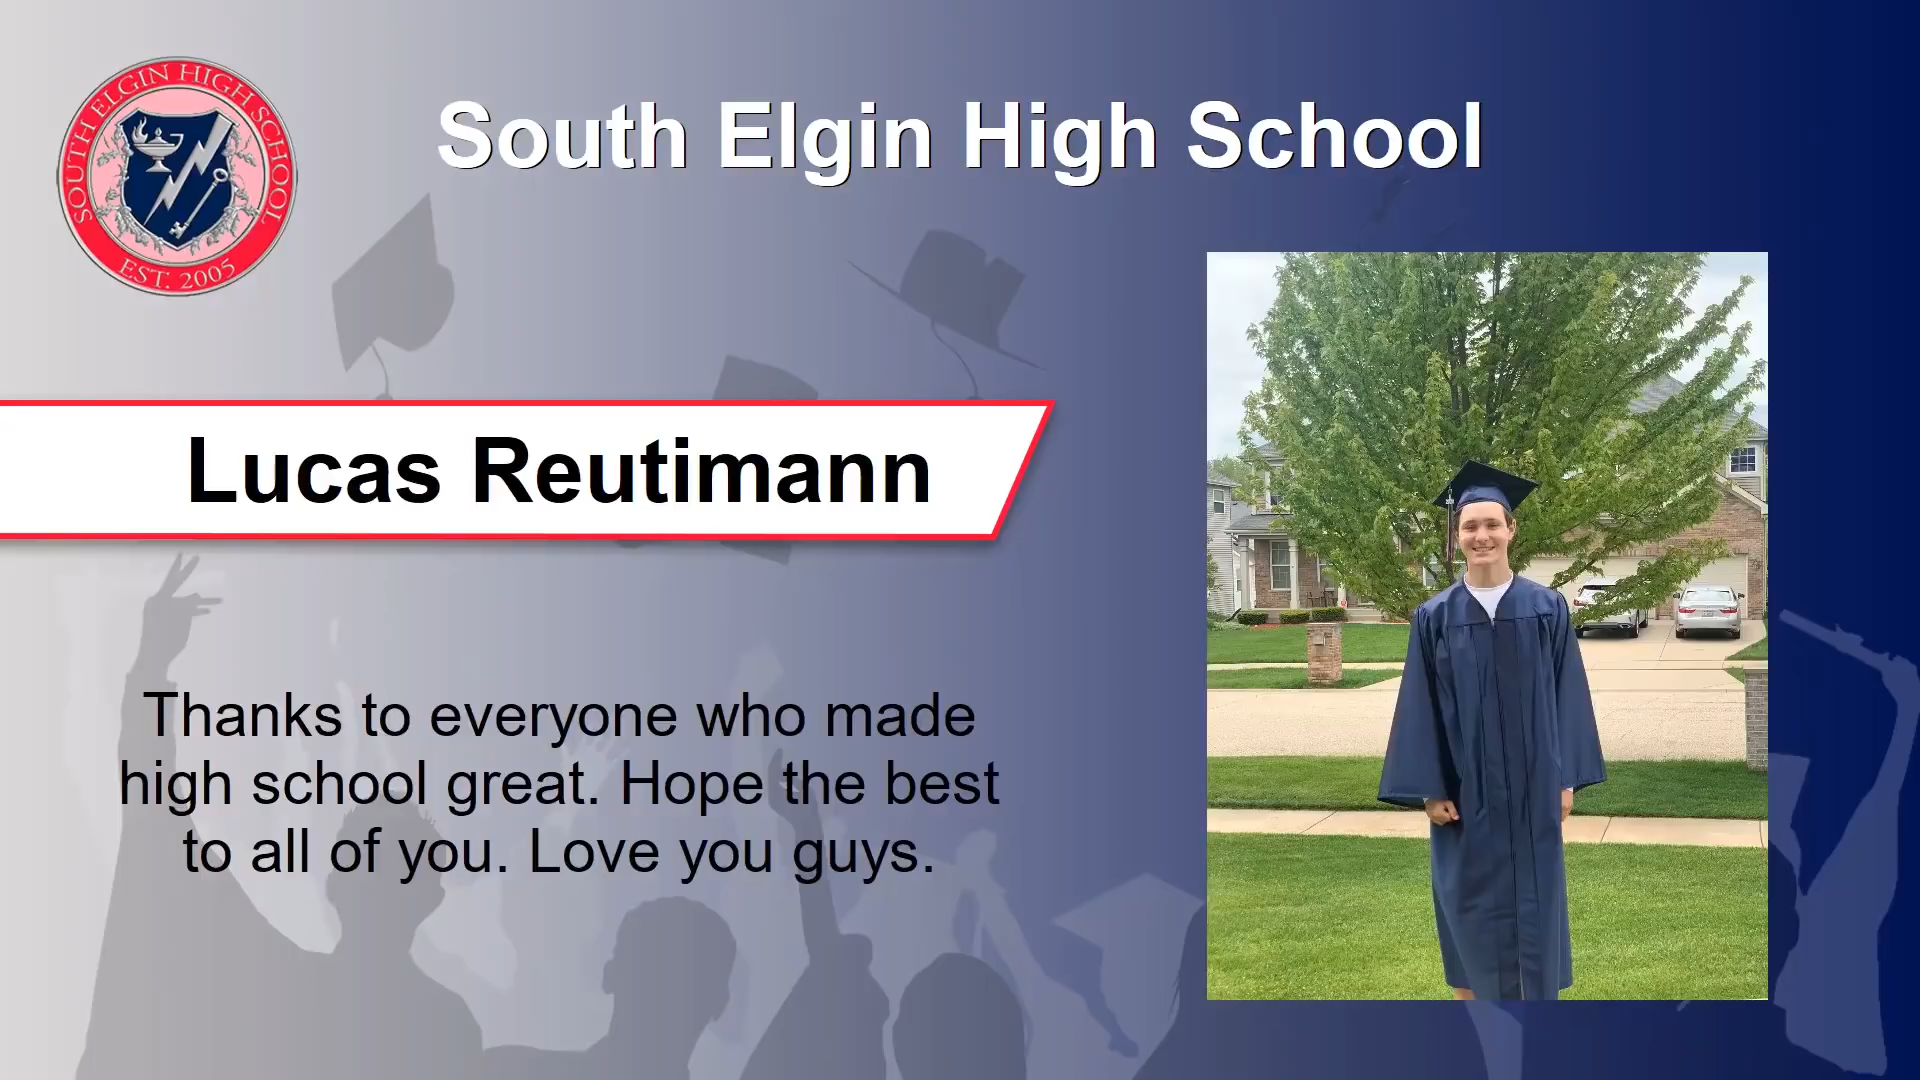 SOUTH ELGIN HIGH SCHOOL
EST. 2005
South Elgin High School
Lucas Reutimann
Thanks to everyone who made
high school great. Hope the best
to all of you. Love you guys.